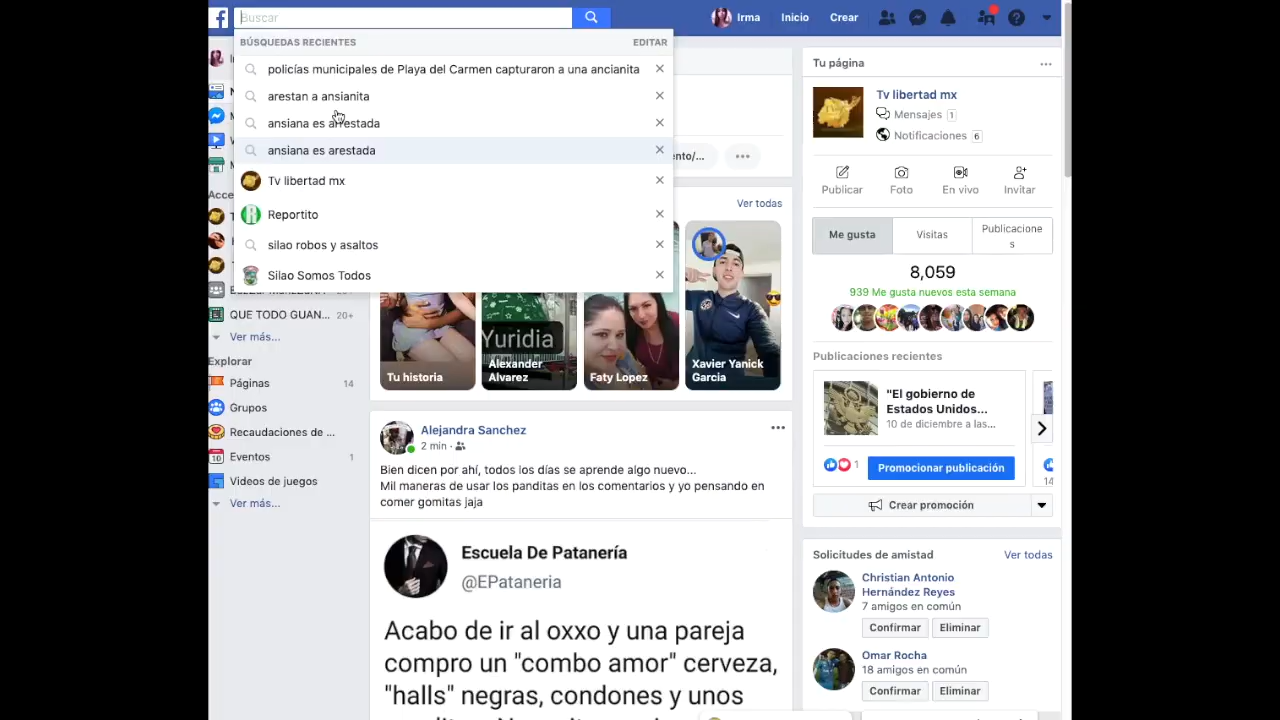 Buscar
Irma
Inicio
Crear
BÚSQUEDAS RECIENTES
EDITAR
policías municipales de Playa del Carmen capturaron a una ancianita
arestan a ansianita
ansiana es arrestada
ansiana es arestada
Tv libertad mx
Reportito
silao robos y asaltos
Silao Somos Todos
QUE TODO GUAN... 20+
Ver más...
Explorar
Páginas 14
Grupos
Recaudaciones de ...
Eventos 1
Videos de juegos
Ver más...
ento/...
Ver todas
Tu historia
Yuridia
Alexander
Alvarez
Faty Lopez
Xavier Yanick
Garcia
Alejandra Sanchez
2 min ·
Bien dicen por ahí, todos los días se aprende algo nuevo...
Mil maneras de usar los panditas en los comentarios y yo pensando en
comer gomitas jaja
Escuela De Patanería
@EPataneria
Acabo de ir al oxxo y una pareja
compro un "combo amor" cerveza,
"halls" negras, condones y unos
Tu página
Tv libertad mx
Mensajes 1
Notificaciones 6
Publicar
Foto
En vivo
Invitar
Me gusta
Visitas
Publicacione
s
8,059
939 Me gusta nuevos esta semana
Publicaciones recientes
"El gobierno de
Estados Unidos...
10 de diciembre a las...
1
Promocionar publicación
14
Crear promoción
Solicitudes de amistad
Ver todas
Christian Antonio
Hernández Reyes
7 amigos en común
Confirmar
Eliminar
Omar Rocha
18 amigos en común
Confirmar
Eliminar